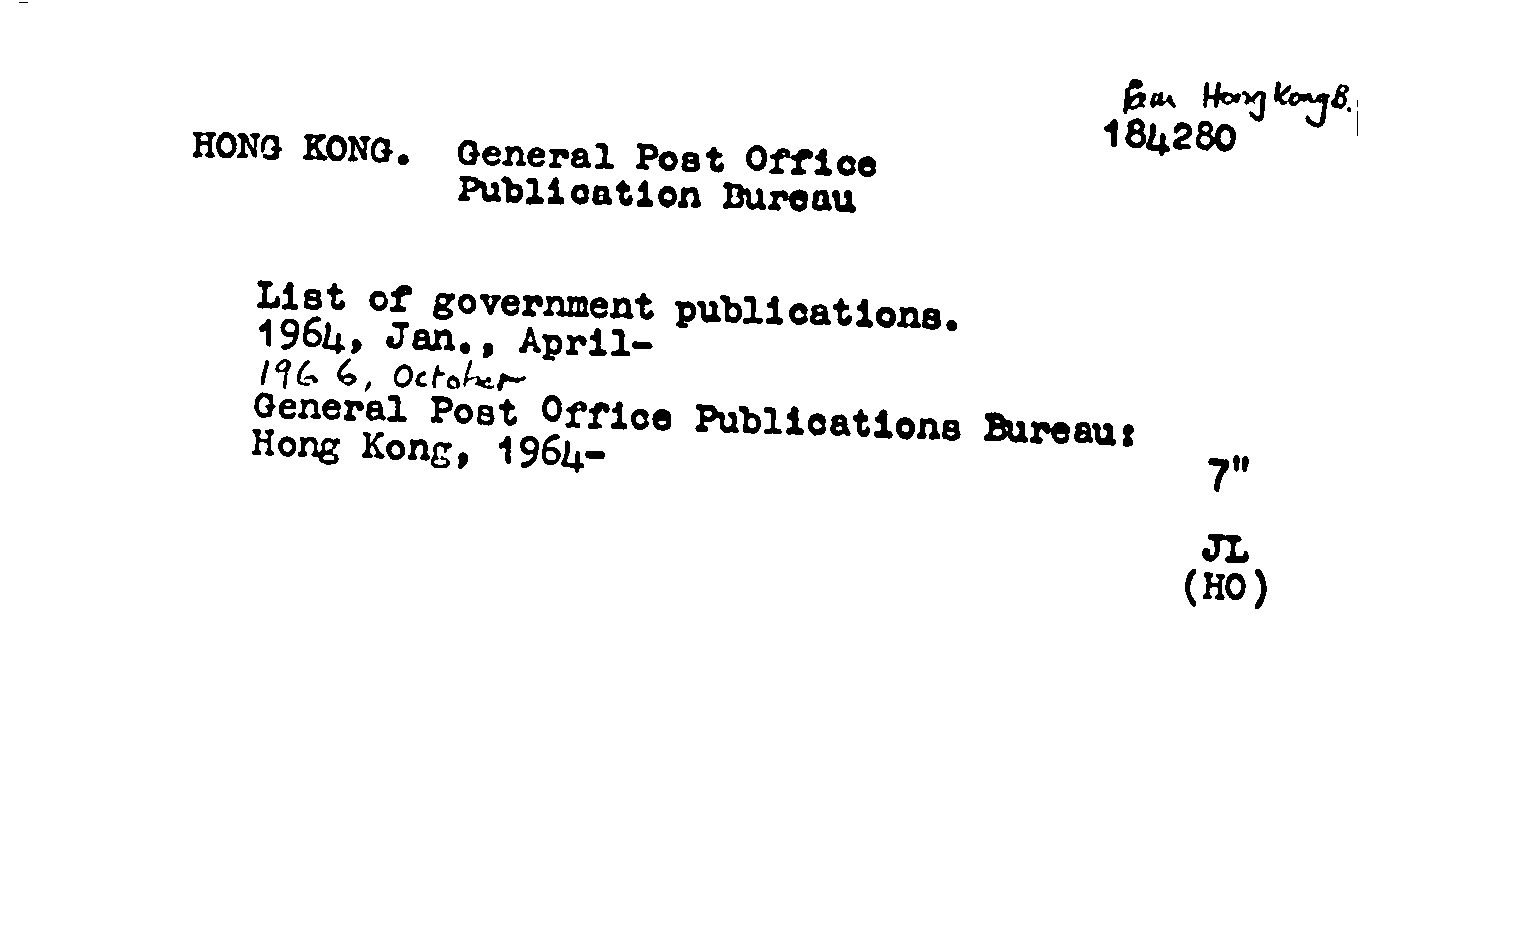 Hong Kong B.
184280
HONG KONG. General Post Office
Publication Bureau
List of government publications.
1964, Jan., April-
1966, October
General Post Office Publications Bureau:
Hong Kong, 1964-
7"
JL
(HO)